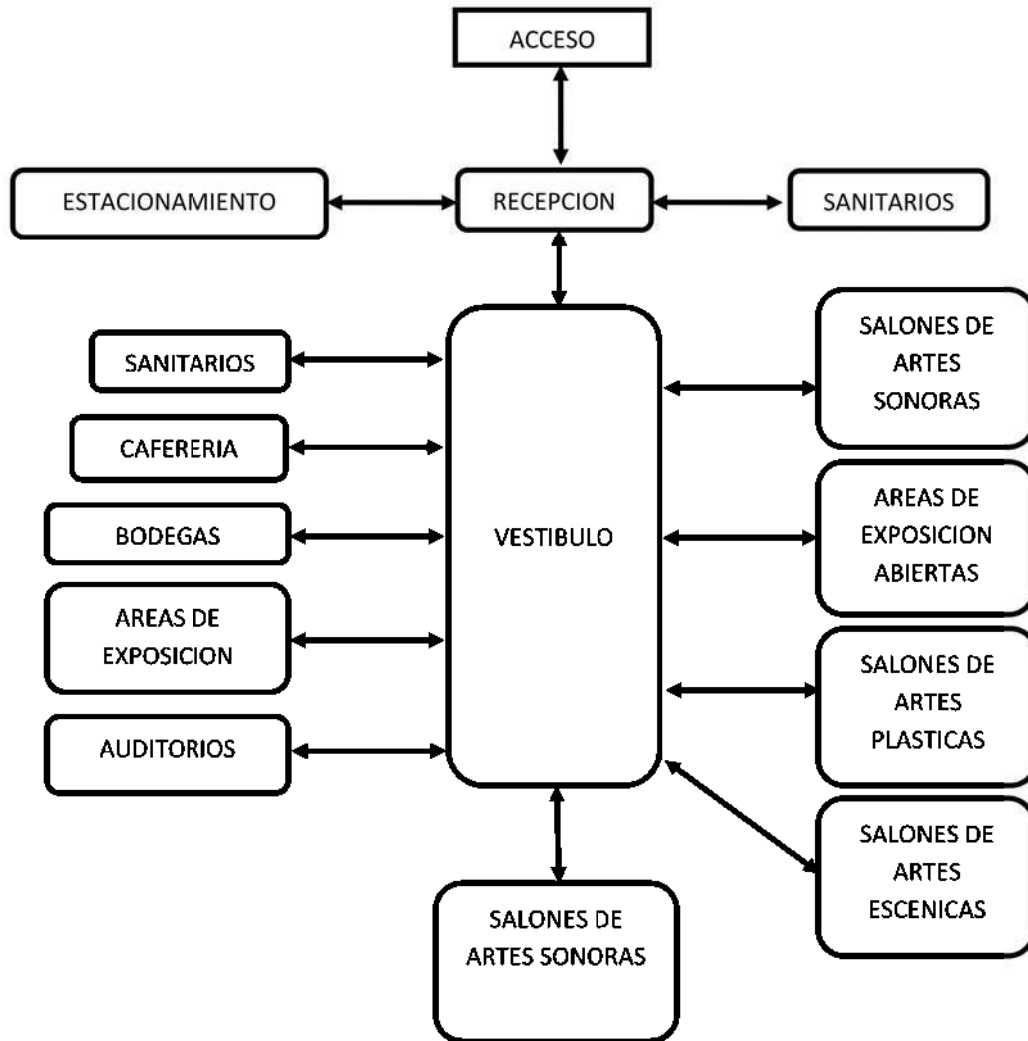 ACCESO
ESTACIONAMIENTO
RECEPCION
SANITARIOS
SANITARIOS
CAFERERIA
BODEGAS
AREAS DE
EXPOSICION
AUDITORIOS
VESTIBULO
SALONES DE
ARTES
SONORAS
AREAS DE
EXPOSICION
ABIERTAS
SALONES DE
ARTES
PLASTICAS
SALONES DE
ARTES
ESCENICAS
SALONES DE
ARTES SONORAS